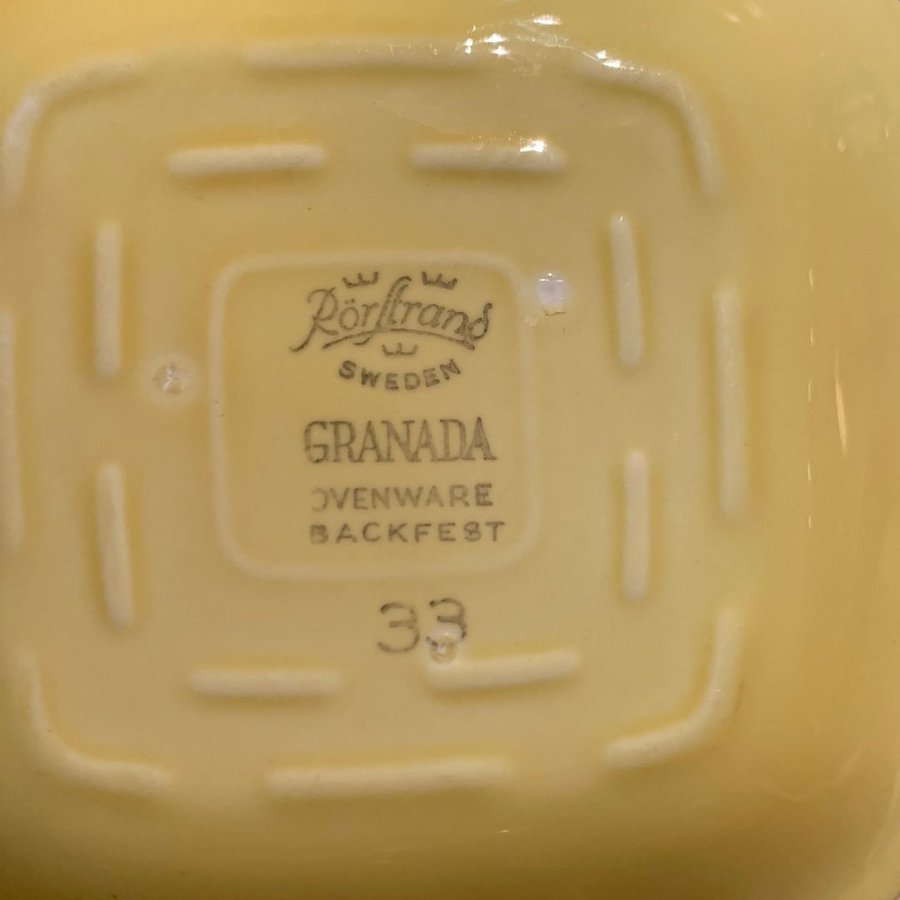 Rörstrand
SWEDEN
GRANADA
OVENWARE
BACKFEST
33